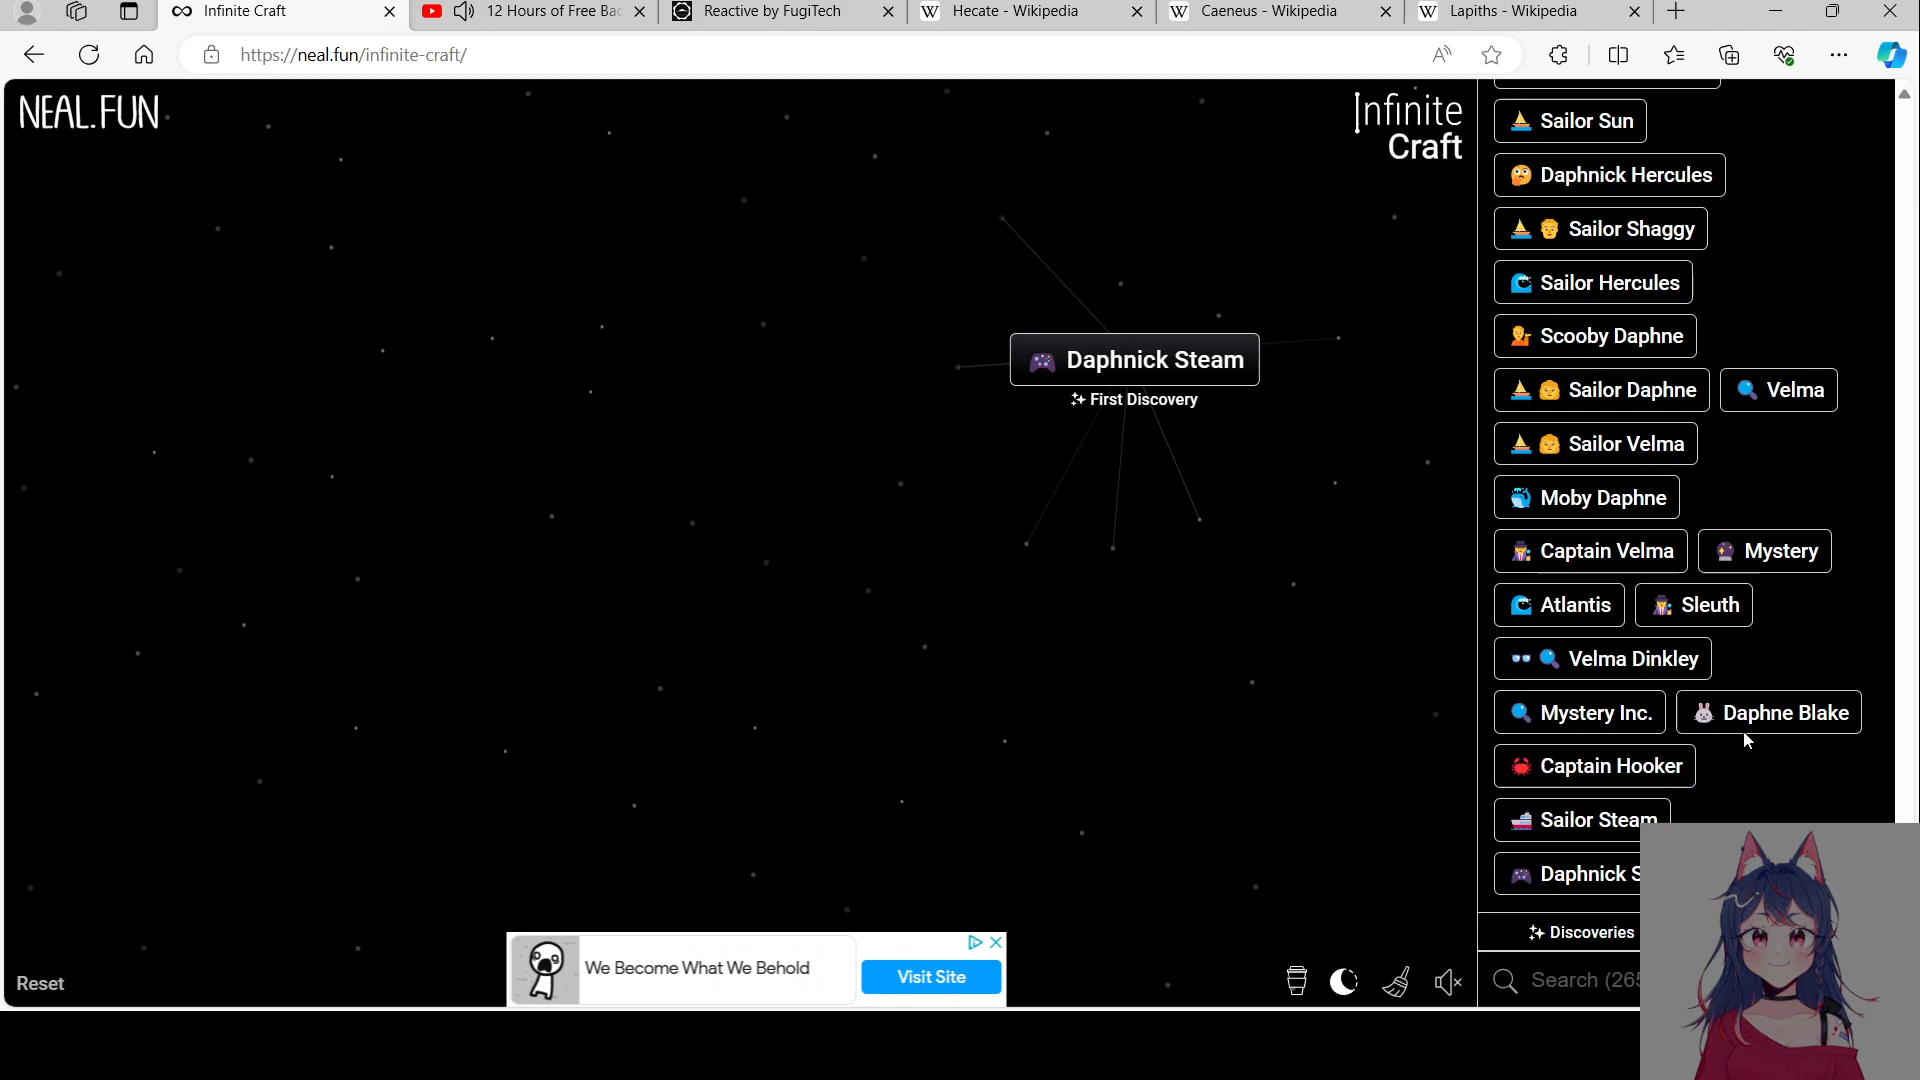 Infinite Craft
12 Hours of Free Bac
Reactive by FugiTech
Hecate - Wikipedia
Caeneus - Wikipedia
Lapiths - Wikipedia
https://neal.fun/infinite-craft/
NEAL.FUN
Infinite
Craft
Sailor Sun
Daphnick Hercules
Sailor Shaggy
Sailor Hercules
Scooby Daphne
Sailor Daphne
Velma
Sailor Velma
Moby Daphne
Captain Velma
Mystery
Atlantis
Sleuth
Velma Dinkley
Mystery Inc.
Daphne Blake
Captain Hooker
Sailor Steam
Daphnick S
Daphnick Steam
First Discovery
Discoveries
Search (265
We Become What We Behold
Visit Site
Reset